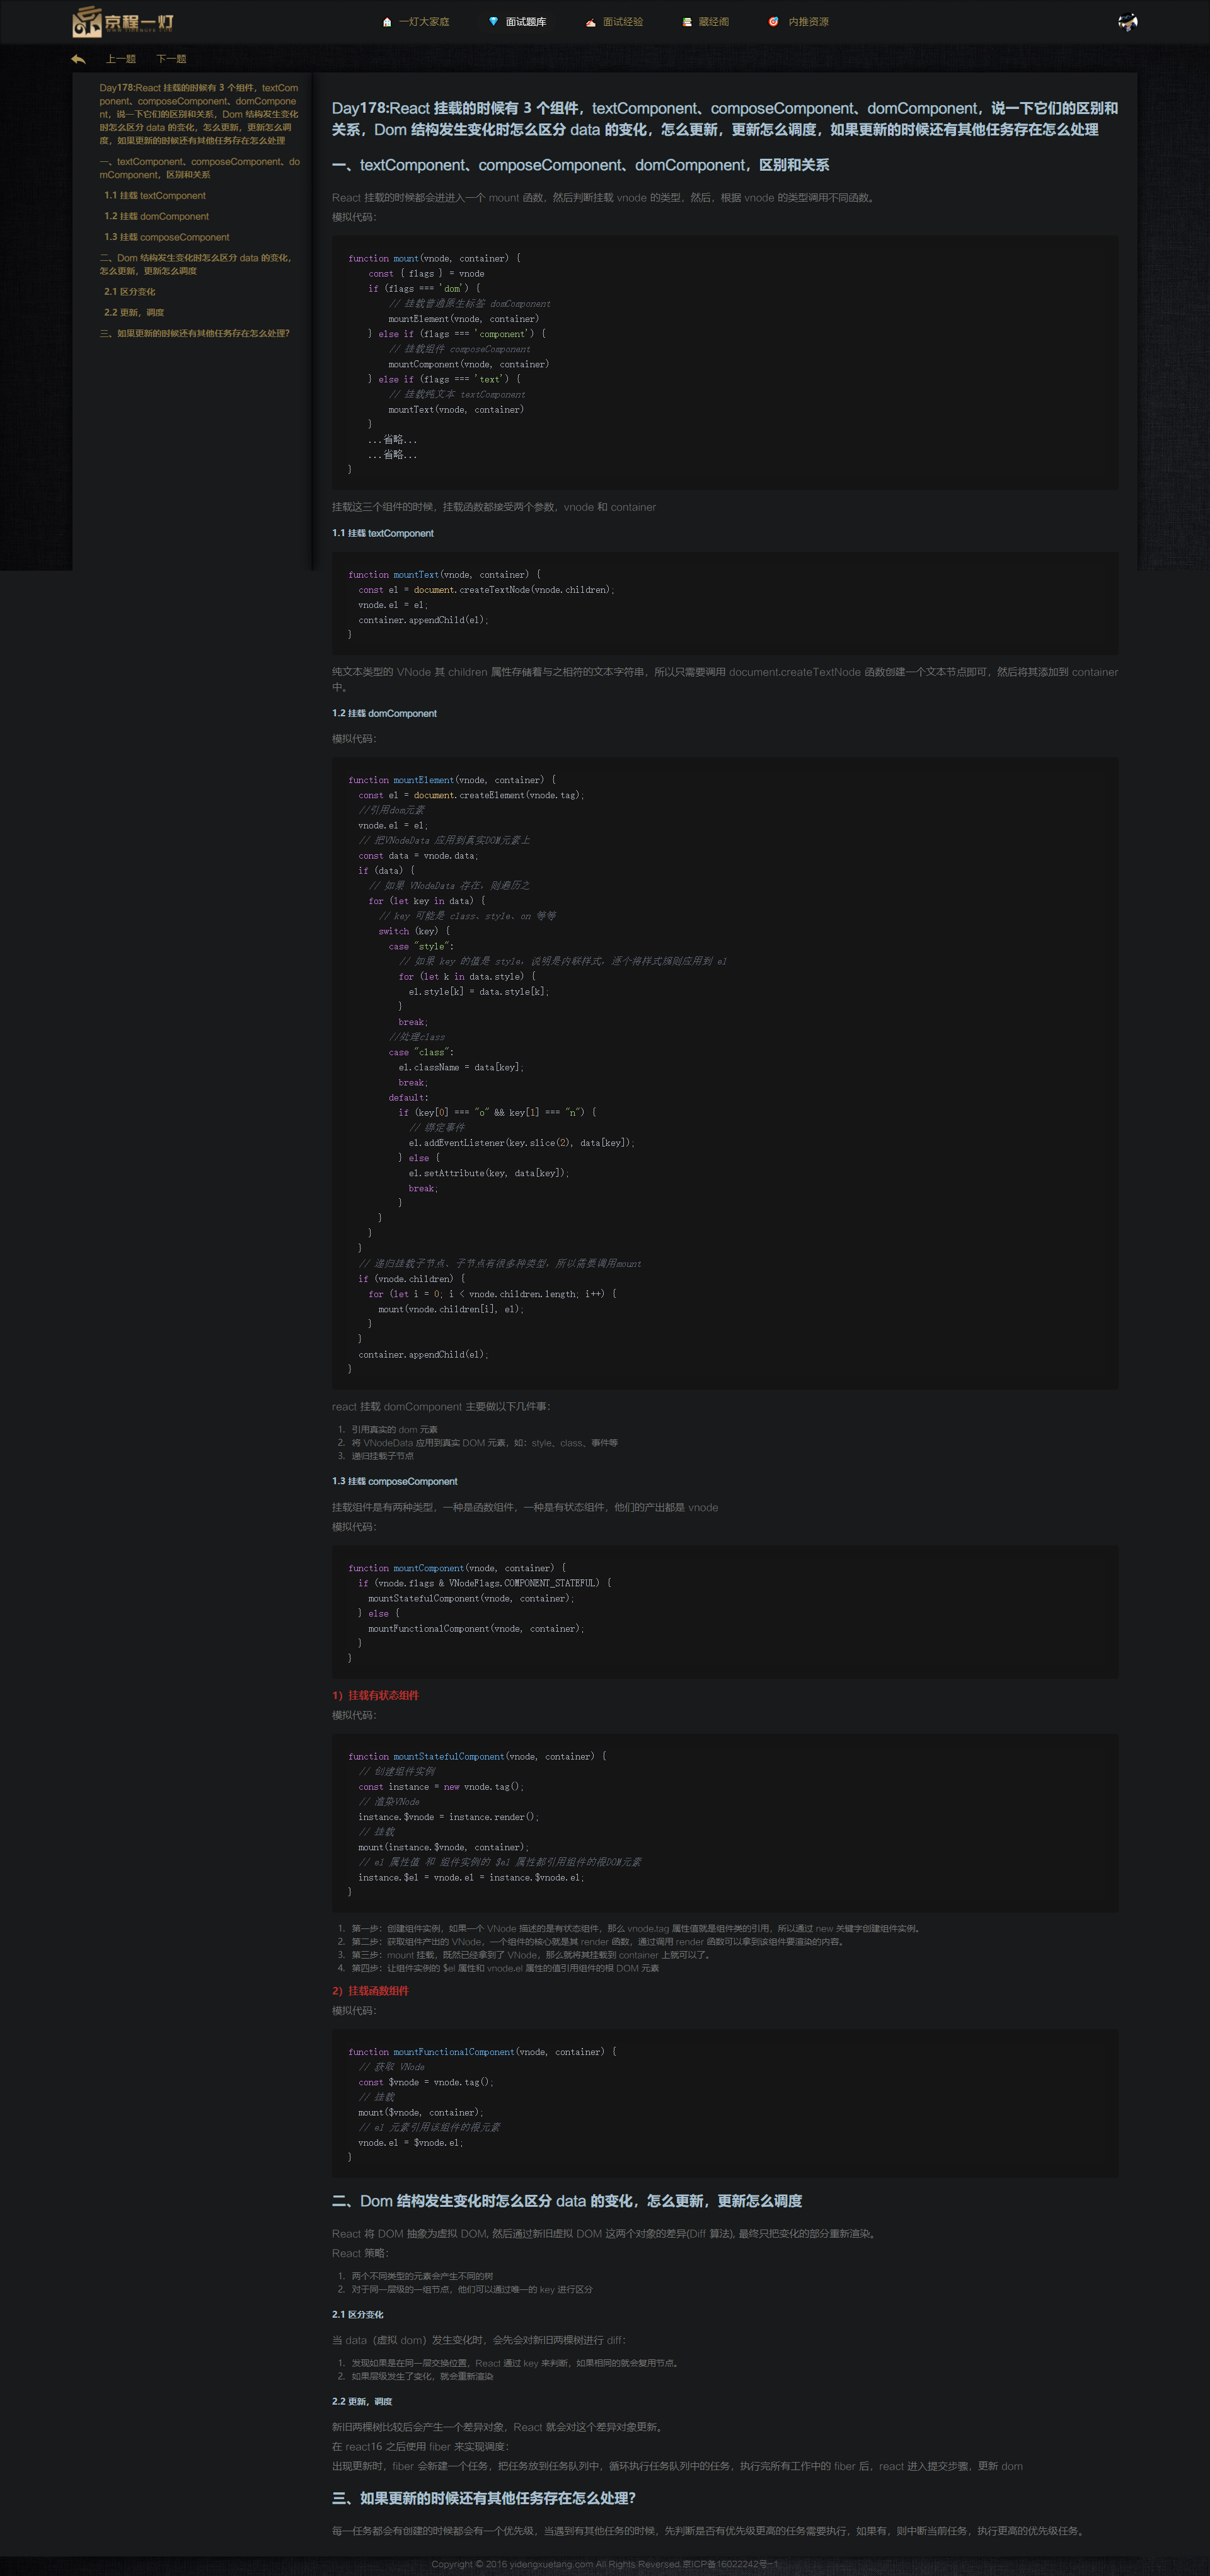 京程一灯
一灯大家庭
面试题库
面试经验
藏经阁
内推资源
上一题 下一题
Day178:React 挂载的时候有 3 个组件，textCom
ponent、composeComponent、domCompone
nt，说一下它们的区别和关系，Dom 结构发生变化
时怎么区分 data 的变化，怎么更新，更新怎么调
度，如果更新的时候还有其他任务存在怎么处理
一、textComponent、composeComponent、do
mComponent，区别和关系
1.1 挂载 textComponent
1.2 挂载 domComponent
1.3 挂载 composeComponent
二、Dom 结构发生变化时怎么区分 data 的变化，
怎么更新，更新怎么调度
2.1 区分变化
2.2 更新，调度
三、如果更新的时候还有其他任务存在怎么处理？
Day178:React 挂载的时候有 3 个组件，textComponent、composeComponent、domComponent，说一下它们的区别和
关系，Dom 结构发生变化时怎么区分 data 的变化，怎么更新，更新怎么调度，如果更新的时候还有其他任务存在怎么处理
一、textComponent、composeComponent、domComponent，区别和关系
React 挂载的时候都会进进入一个 mount 函数，然后判断挂载 vnode 的类型，然后，根据 vnode 的类型调用不同函数。
模拟代码：
function mount(vnode, container) {
const { flags } = vnode
if (flags === 'dom') {
// 挂载普通原生标签 domComponent
mountElement(vnode, container)
} else if (flags === 'component') {
// 挂载组件 composeComponent
mountComponent(vnode, container)
} else if (flags === 'text') {
// 挂载纯文本 textComponent
mountText(vnode, container)
}
...省略...
...省略...
}
挂载这三个组件的时候，挂载函数都接受两个参数，vnode 和 container
1.1 挂载 textComponent
function mountText(vnode, container) {
const el = document.createTextNode(vnode.children);
vnode.el = el;
container.appendChild(el);
}
纯文本类型的 VNode 其 children 属性存储着与之相符的文本字符串，所以只需要调用 document.createTextNode 函数创建一个文本节点即可，然后将其添加到 container
中。
1.2 挂载 domComponent
模拟代码：
function mountElement(vnode, container) {
const el = document.createElement(vnode.tag);
//引用dom元素
vnode.el = el;
// 把VNodeData 应用到真实DOM元素上
const data = vnode.data;
if (data) {
// 如果 VNodeData 存在，则遍历之
for (let key in data) {
// key 可能是 class、style、on 等等
switch (key) {
case "style":
// 如果 key 的值是 style，说明是内联样式，逐个将样式规则应用到 el
for (let k in data.style) {
el.style[k] = data.style[k];
}
break;
//处理class
case "class":
el.className = data[key];
break;
default:
if (key[0] === "o" && key[1] === "n") {
// 绑定事件
el.addEventListener(key.slice(2), data[key]);
} else {
el.setAttribute(key, data[key]);
break;
}
}
}
}
// 递归挂载子节点、子节点有很多种类型，所以需要调用mount
if (vnode.children) {
for (let i = 0; i < vnode.children.length; i++) {
mount(vnode.children[i], el);
}
}
container.appendChild(el);
}
react 挂载 domComponent 主要做以下几件事：
1. 引用真实的 dom 元素
2. 将 VNodeData 应用到真实 DOM 元素，如：style、class、事件等
3. 递归挂载子节点
1.3 挂载 composeComponent
挂载组件是有两种类型，一种是函数组件，一种是有状态组件，他们的产出都是 vnode
模拟代码：
function mountComponent(vnode, container) {
if (vnode.flags & VNodeFlags.COMPONENT_STATEFUL) {
mountStatefulComponent(vnode, container);
} else {
mountFunctionalComponent(vnode, container);
}
}
1）挂载有状态组件
模拟代码：
function mountStatefulComponent(vnode, container) {
// 创建组件实例
const instance = new vnode.tag();
// 渲染VNode
instance.$vnode = instance.render();
// 挂载
mount(instance.$vnode, container);
// el 属性值 和 组件实例的 $el 属性都引用组件的根DOM元素
instance.$el = vnode.el = instance.$vnode.el;
}
1. 第一步：创建组件实例，如果一个 VNode 描述的是有状态组件，那么 vnode.tag 属性值就是组件类的引用，所以通过 new 关键字创建组件实例。
2. 第二步：获取组件产出的 VNode，一个组件的核心就是其 render 函数，通过调用 render 函数可以拿到该组件要渲染的内容。
3. 第三步：mount 挂载，既然已经拿到了 VNode，那么就将其挂载到 container 上就可以了。
4. 第四步：让组件实例的 $el 属性和 vnode.el 属性的值引用组件的根 DOM 元素
2）挂载函数组件
模拟代码：
function mountFunctionalComponent(vnode, container) {
// 获取 VNode
const $vnode = vnode.tag();
// 挂载
mount($vnode, container);
// el 元素引用该组件的根元素
vnode.el = $vnode.el;
}
二、Dom 结构发生变化时怎么区分 data 的变化，怎么更新，更新怎么调度
React 将 DOM 抽象为虚拟 DOM, 然后通过新旧虚拟 DOM 这两个对象的差异(Diff 算法), 最终只把变化的部分重新渲染。
React 策略：
1. 两个不同类型的元素会产生不同的树
2. 对于同一层级的一组节点，他们可以通过唯一的 key 进行区分
2.1 区分变化
当 data（虚拟 dom）发生变化时，会先会对新旧两棵树进行 diff：
1. 发现如果是在同一层交换位置，React 通过 key 来判断，如果相同的就会复用节点。
2. 如果层级发生了变化，就会重新渲染
2.2 更新，调度
新旧两棵树比较后会产生一个差异对象，React 就会对这个差异对象更新。
在 react16 之后使用 fiber 来实现调度：
出现更新时，fiber 会新建一个任务，把任务放到任务队列中，循环执行任务队列中的任务，执行完所有工作中的 fiber 后，react 进入提交步骤，更新 dom
三、如果更新的时候还有其他任务存在怎么处理？
每一任务都会有创建的时候都会有一个优先级，当遇到有其他任务的时候，先判断是否有优先级更高的任务需要执行，如果有，则中断当前任务，执行更高的优先级任务。
Copyright © 2016 yidengxuetang.com All Rights Reversed.京ICP备16022242号-1